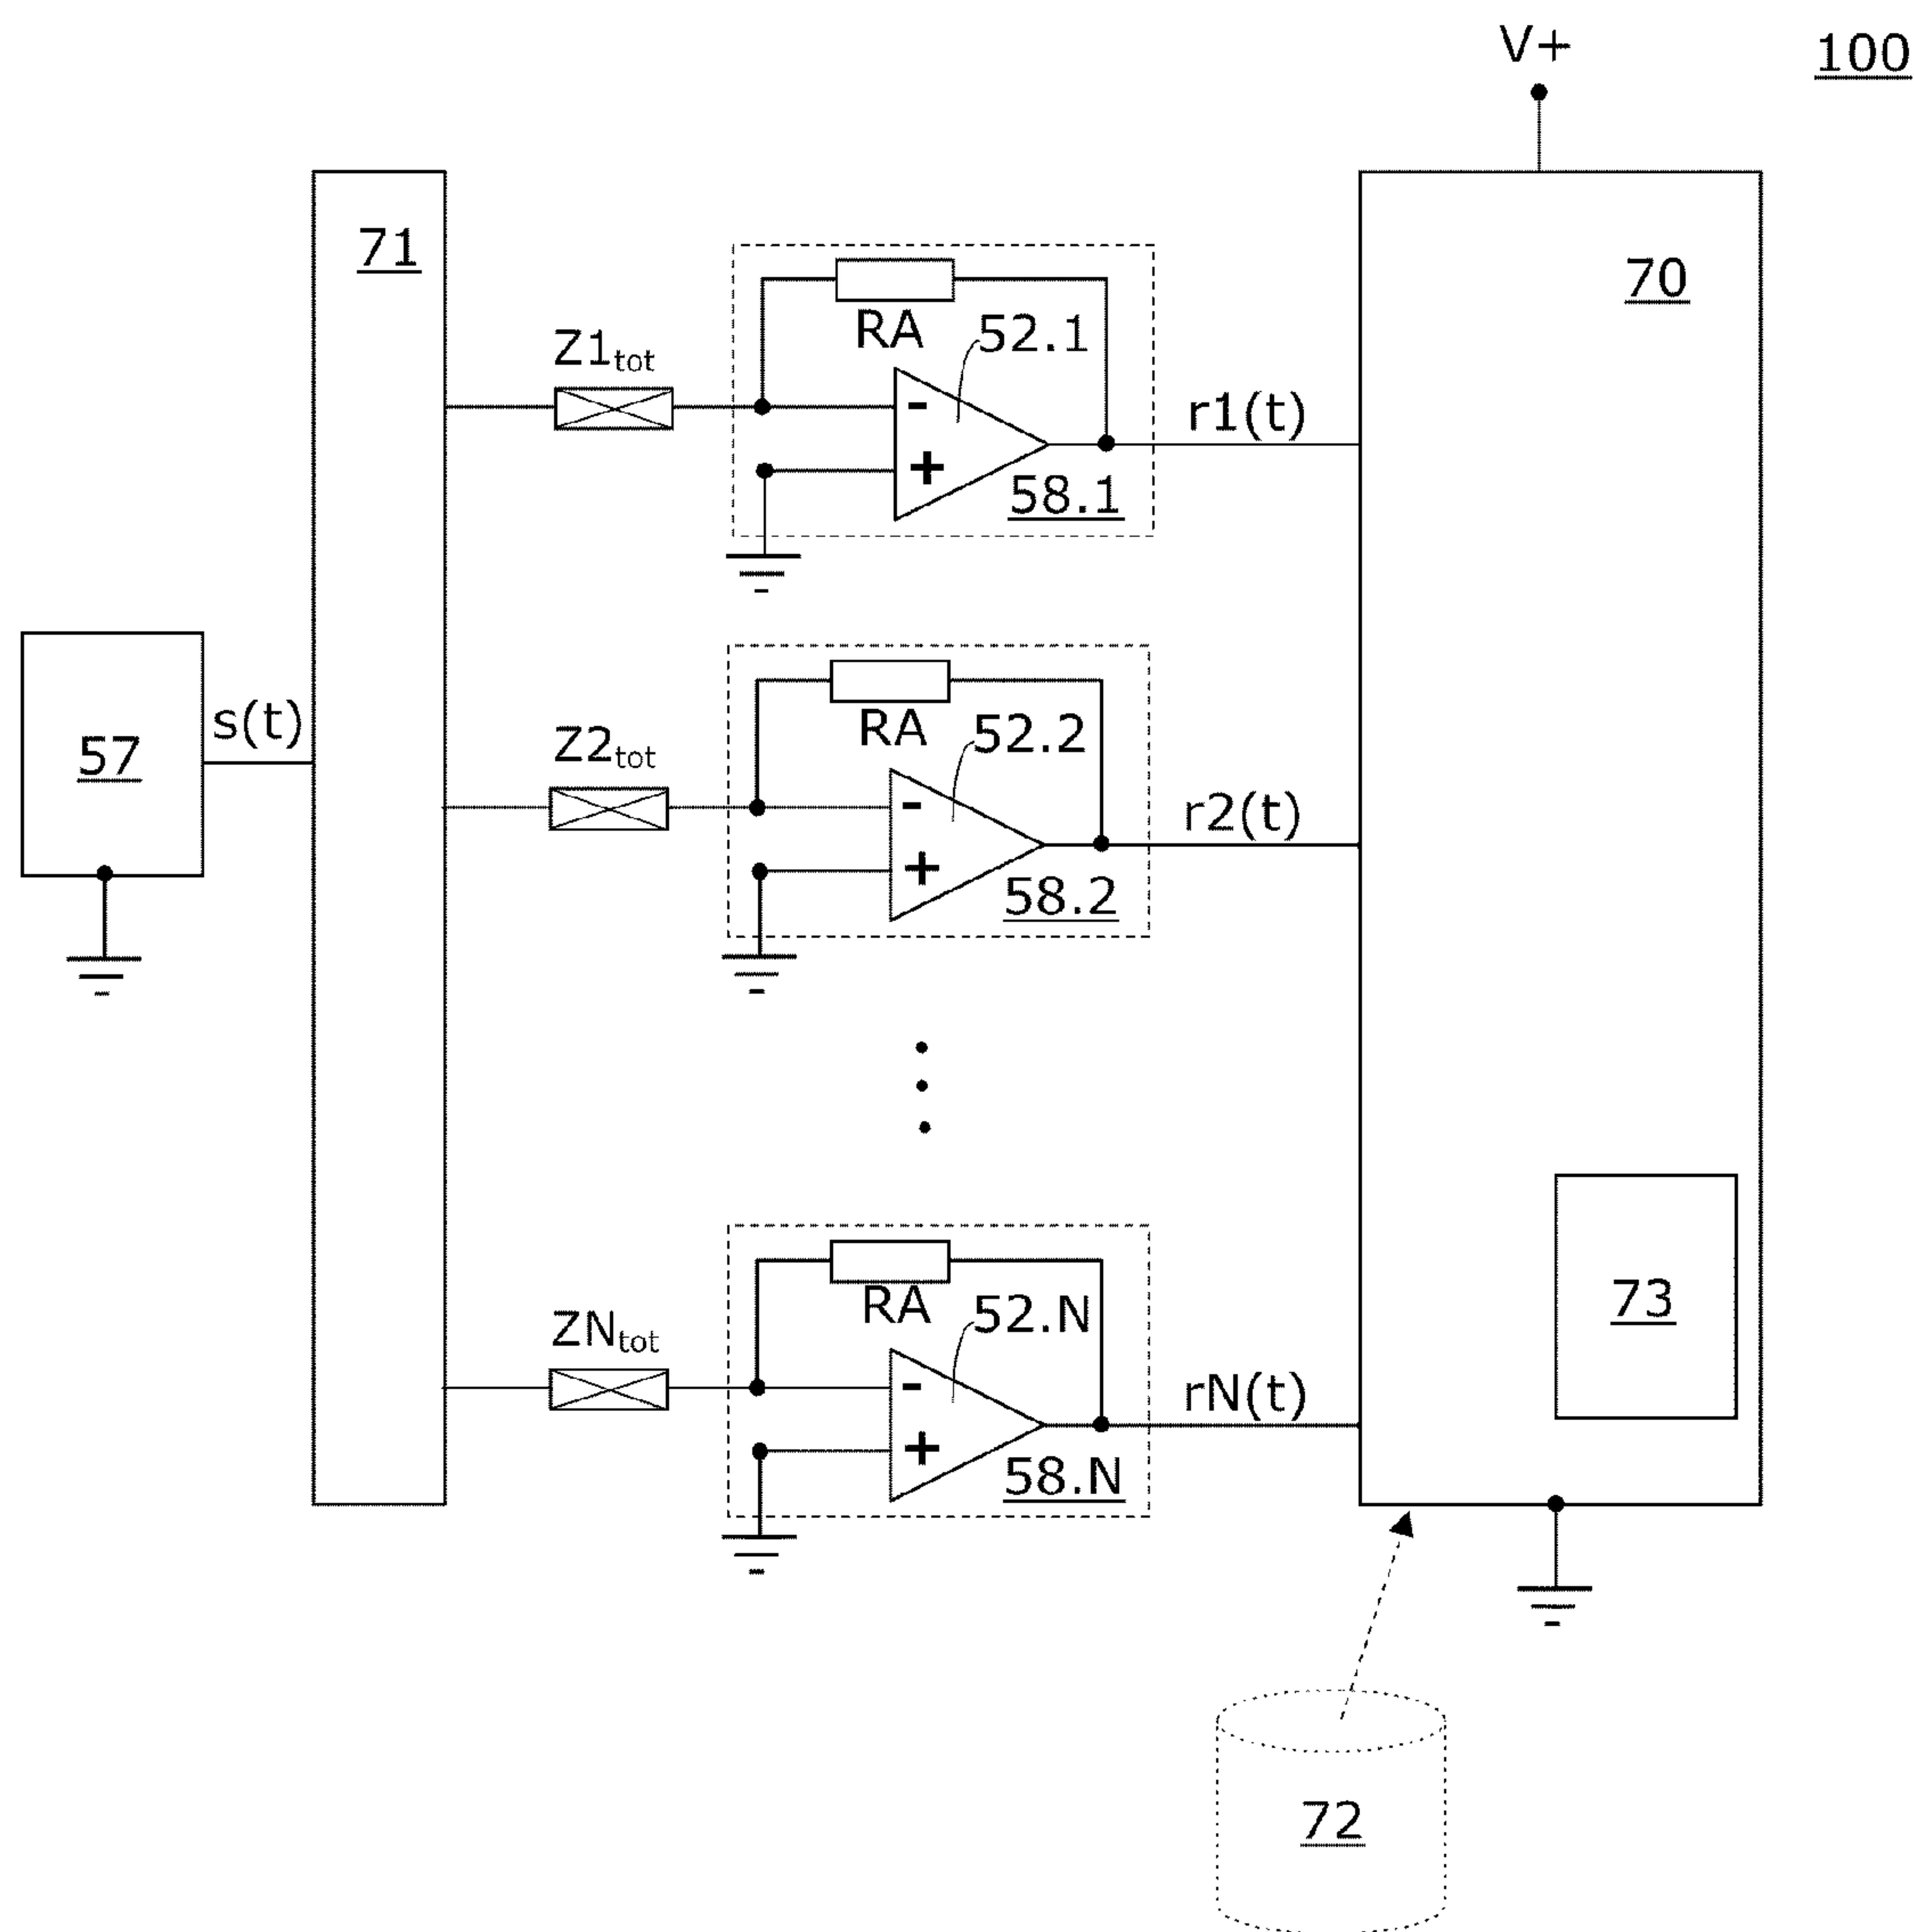 V+
100
71
70
RA
52.1
Z1tot
-
r1(t)
+
58.1
RA
s(t)
52.2
57
Z2tot
-
r2(t)
+
58.2
RA
73
52.N
ZNtot
-
rN(t)
+
58.N
72